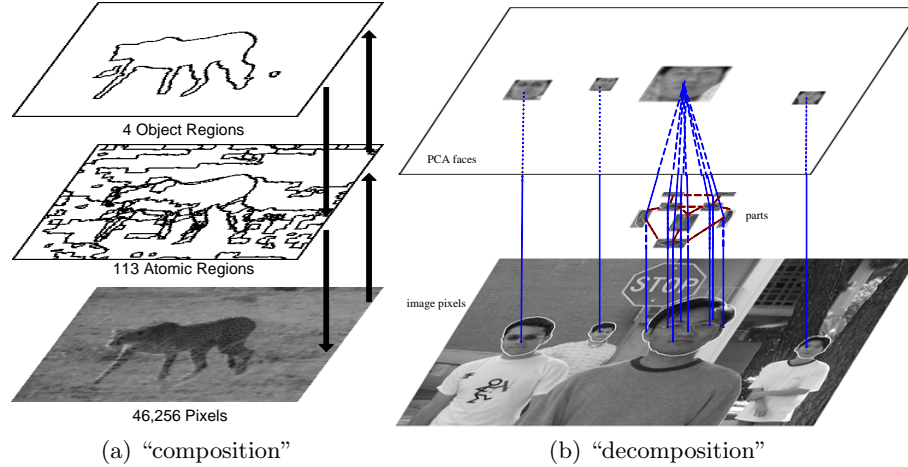 4 Object Regions
113 Atomic Regions
46,256 Pixels
(a) “composition”
PCA faces
parts
image pixels
STOP
(b) “decomposition”